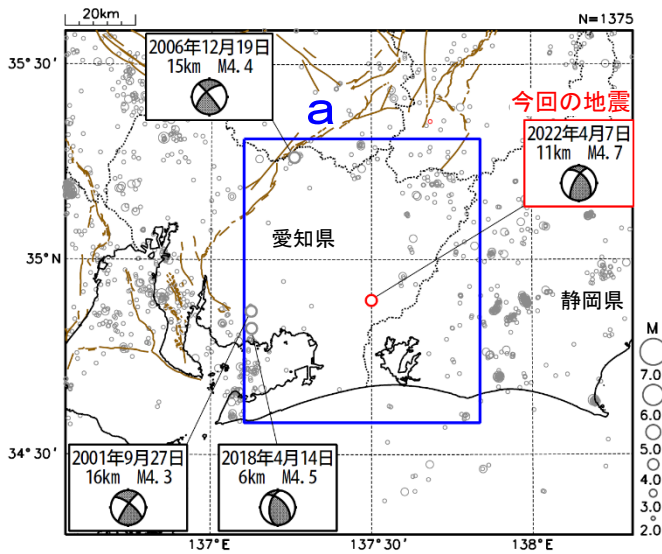 20km
N=1375
35°30′
2006年12月19日
15km M4.4
a
今回の地震
2022年4月7日
11km M4.7
愛知県
35°N
静岡県
M
7.0
6.0
5.0
4.0
3.0
2.0
34°30′
2001年9月27日
16km M4.3
2018年4月14日
6km M4.5
137°E
137°30′
138°E